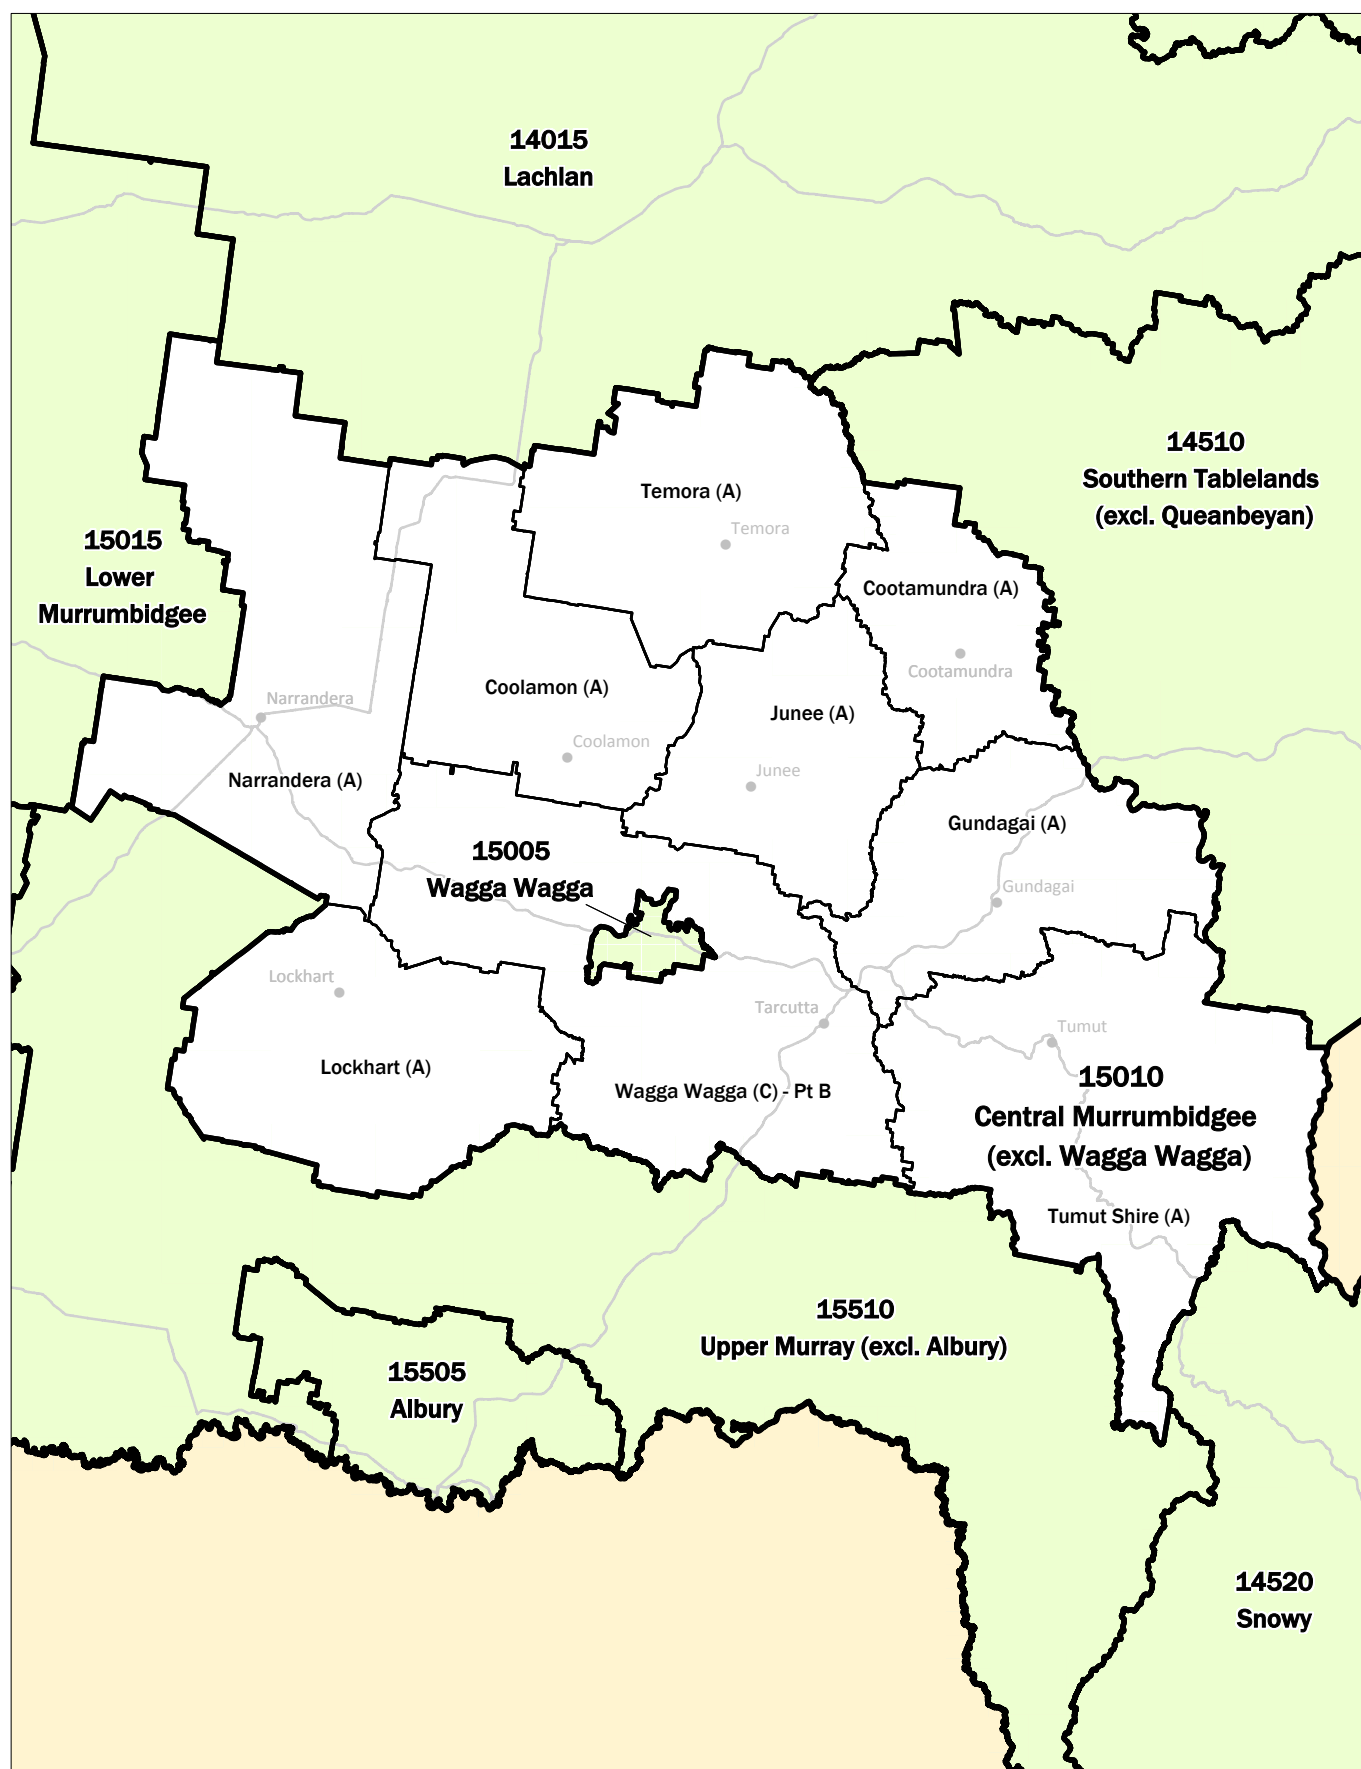 14015
Lachlan
14510
Southern Tablelands
(excl. Queanbeyan)
Temora (A)
Temora
15015
Lower
Murrumbidgee
Cootamundra (A)
Cootamundra
Coolamon (A)
Narrandera
Junee (A)
Coolamon
Junee
Narrandera (A)
Gundagai (A)
15005
Wagga Wagga
Gundagai
Lockhart
Tarcutta
Tumut
Lockhart (A)
15010
Central Murrumbidgee
(excl. Wagga Wagga)
Wagga Wagga (C) - Pt B
Tumut Shire (A)
15510
Upper Murray (excl. Albury)
15505
Albury
14520
Snowy